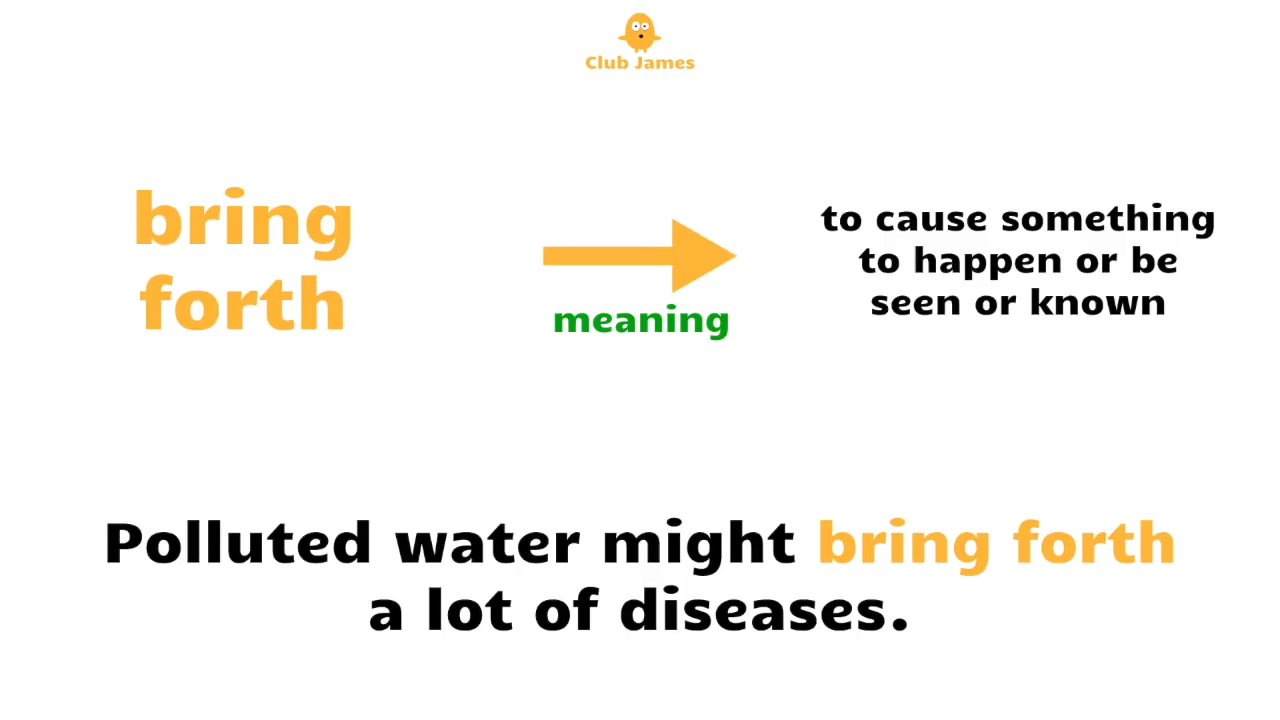 Club James
bring
forth
meaning
to cause something
to happen or be
seen or known
Polluted water might bring forth
a lot of diseases.